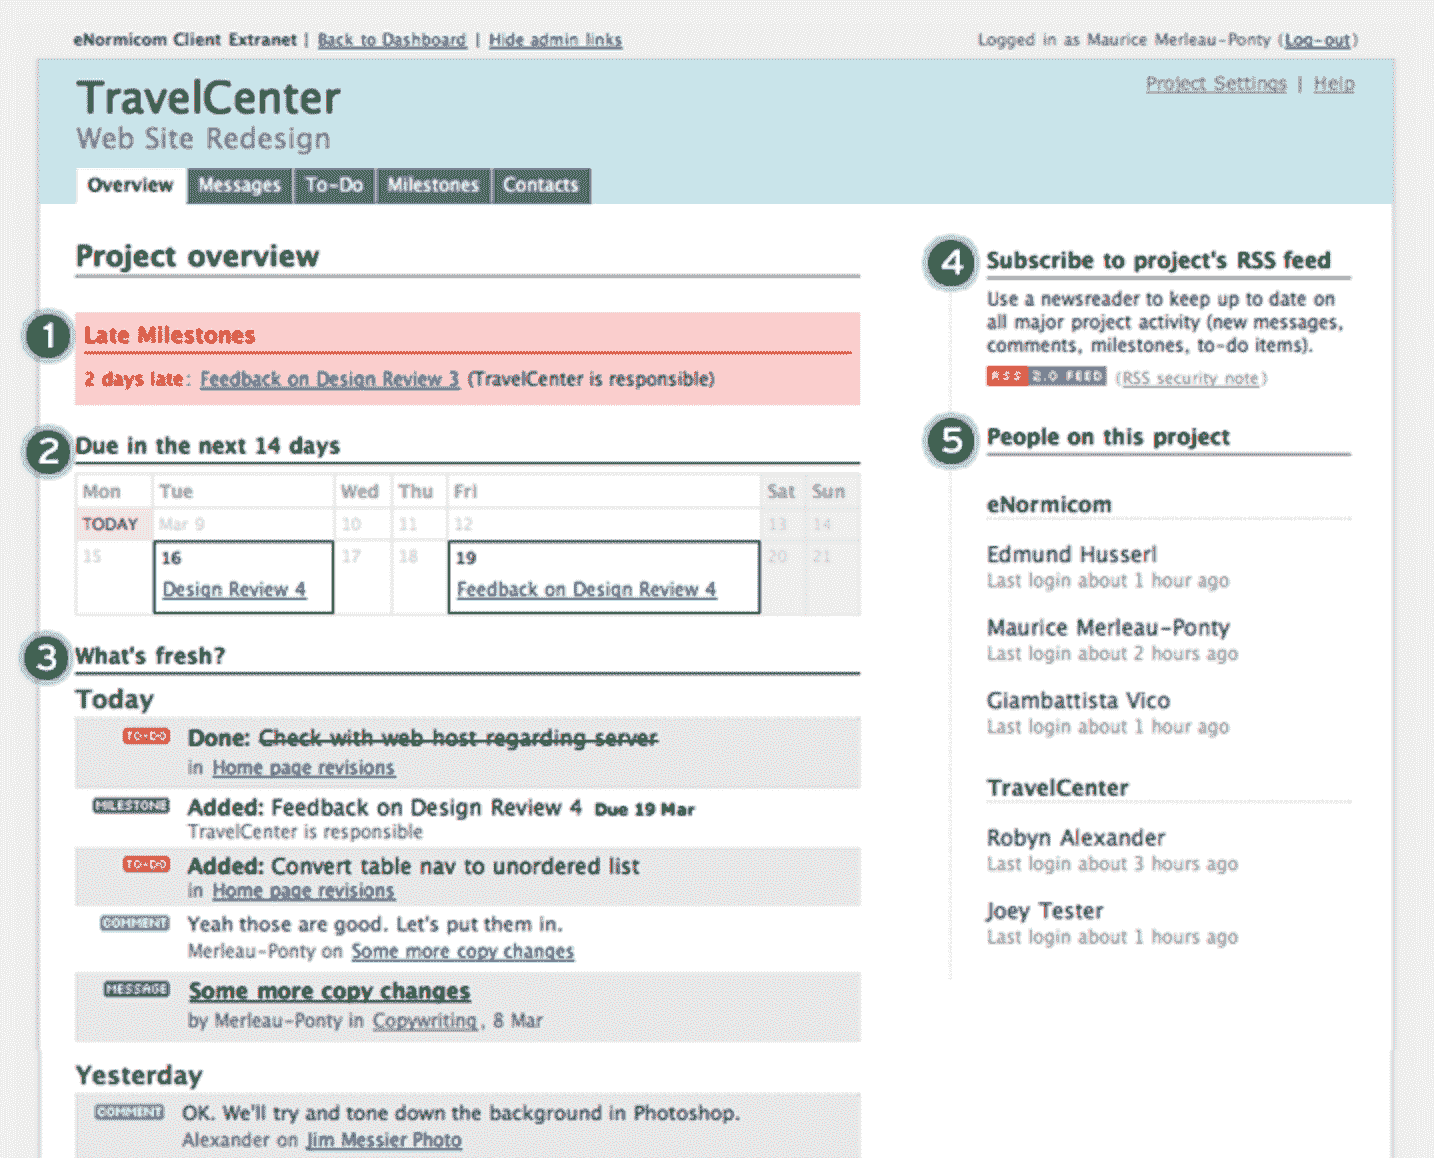 eNormicom Client Extranet | Back to Dashboard | Hide admin links
Logged in as Maurice Merleau-Ponty (Log-out)
Project Settings | Help
TravelCenter
Web Site Redesign
Overview Messages To-Do Milestones Contacts
Project overview
1 Late Milestones
2 days late: Feedback on Design Review 3 (TravelCenter is responsible)
2 Due in the next 14 days
Mon Tue Wed Thu Fri Sat Sun
TODAY Mar 9 10 11 12 13 14
15 16 17 18 19 20 21
Design Review 4 Feedback on Design Review 4
3 What's fresh?
Today
TO-DO Done: Check with web host regarding server
in Home page revisions
MILESTONE Added: Feedback on Design Review 4 Due 19 Mar
TravelCenter is responsible
TO-DO Added: Convert table nav to unordered list
in Home page revisions
COMMENT Yeah those are good. Let's put them in.
Merleau-Ponty on Some more copy changes
MESSAGE Some more copy changes
by Merleau-Ponty in Copywriting, 8 Mar
Yesterday
COMMENT OK. We'll try and tone down the background in Photoshop.
Alexander on Jim Messier Photo
4 Subscribe to project's RSS feed
Use a newsreader to keep up to date on
all major project activity (new messages,
comments, milestones, to-do items).
RSS 2.0 FEED (RSS security note)
5 People on this project
eNormicom
Edmund Husserl
Last login about 1 hour ago
Maurice Merleau-Ponty
Last login about 2 hours ago
Giambattista Vico
Last login about 1 hour ago
TravelCenter
Robyn Alexander
Last login about 3 hours ago
Joey Tester
Last login about 1 hours ago